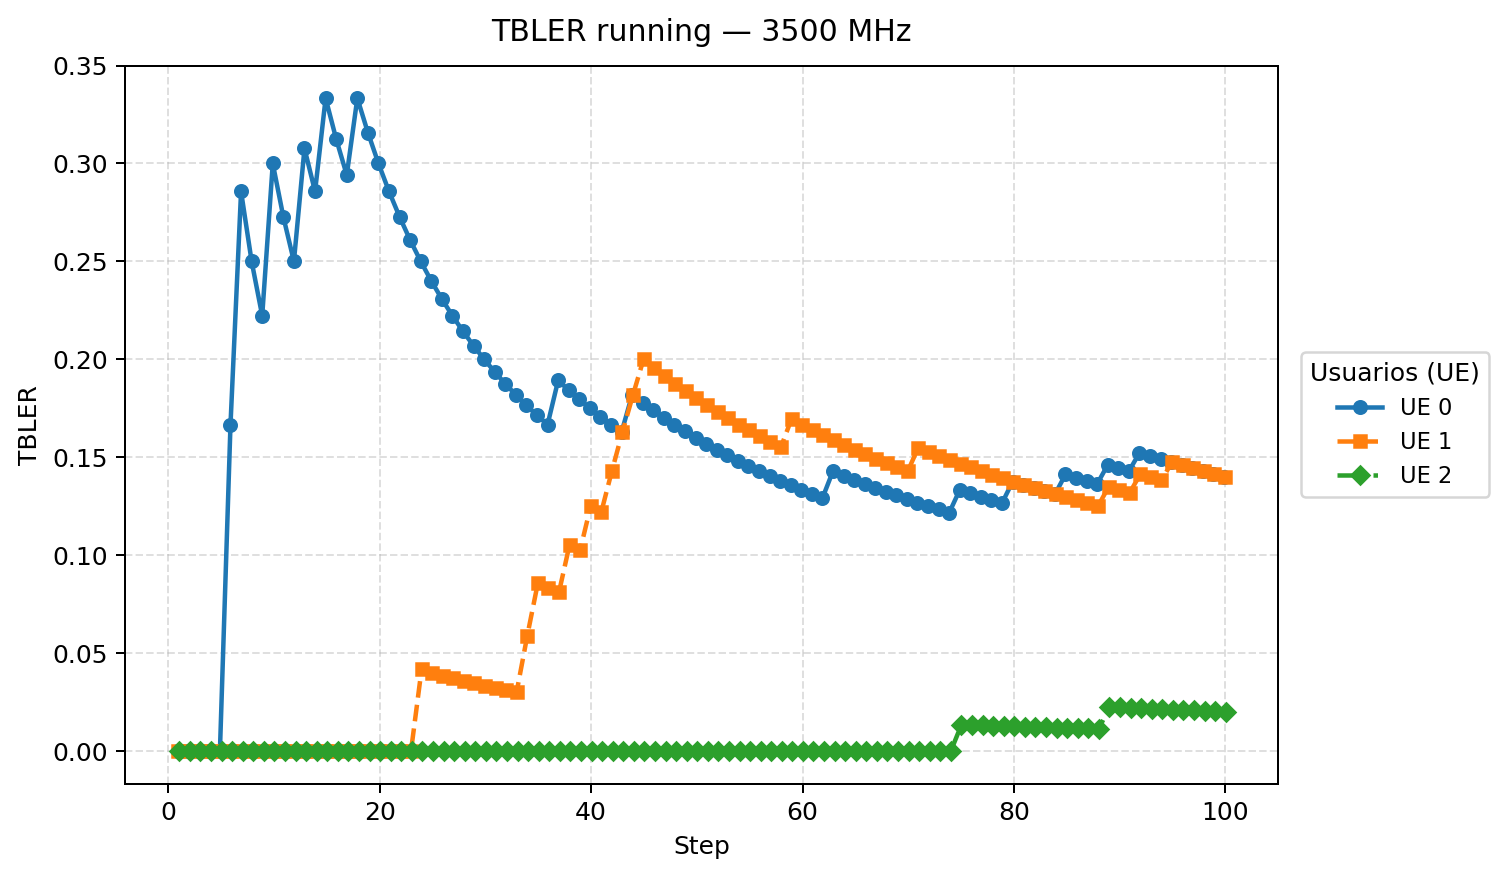 TBLER running — 3500 MHz
TBLER
0.35
0.30
0.25
0.20
0.15
0.10
0.05
0.00
0 20 40 60 80 100
Step
Usuarios (UE)
UE 0
UE 1
UE 2